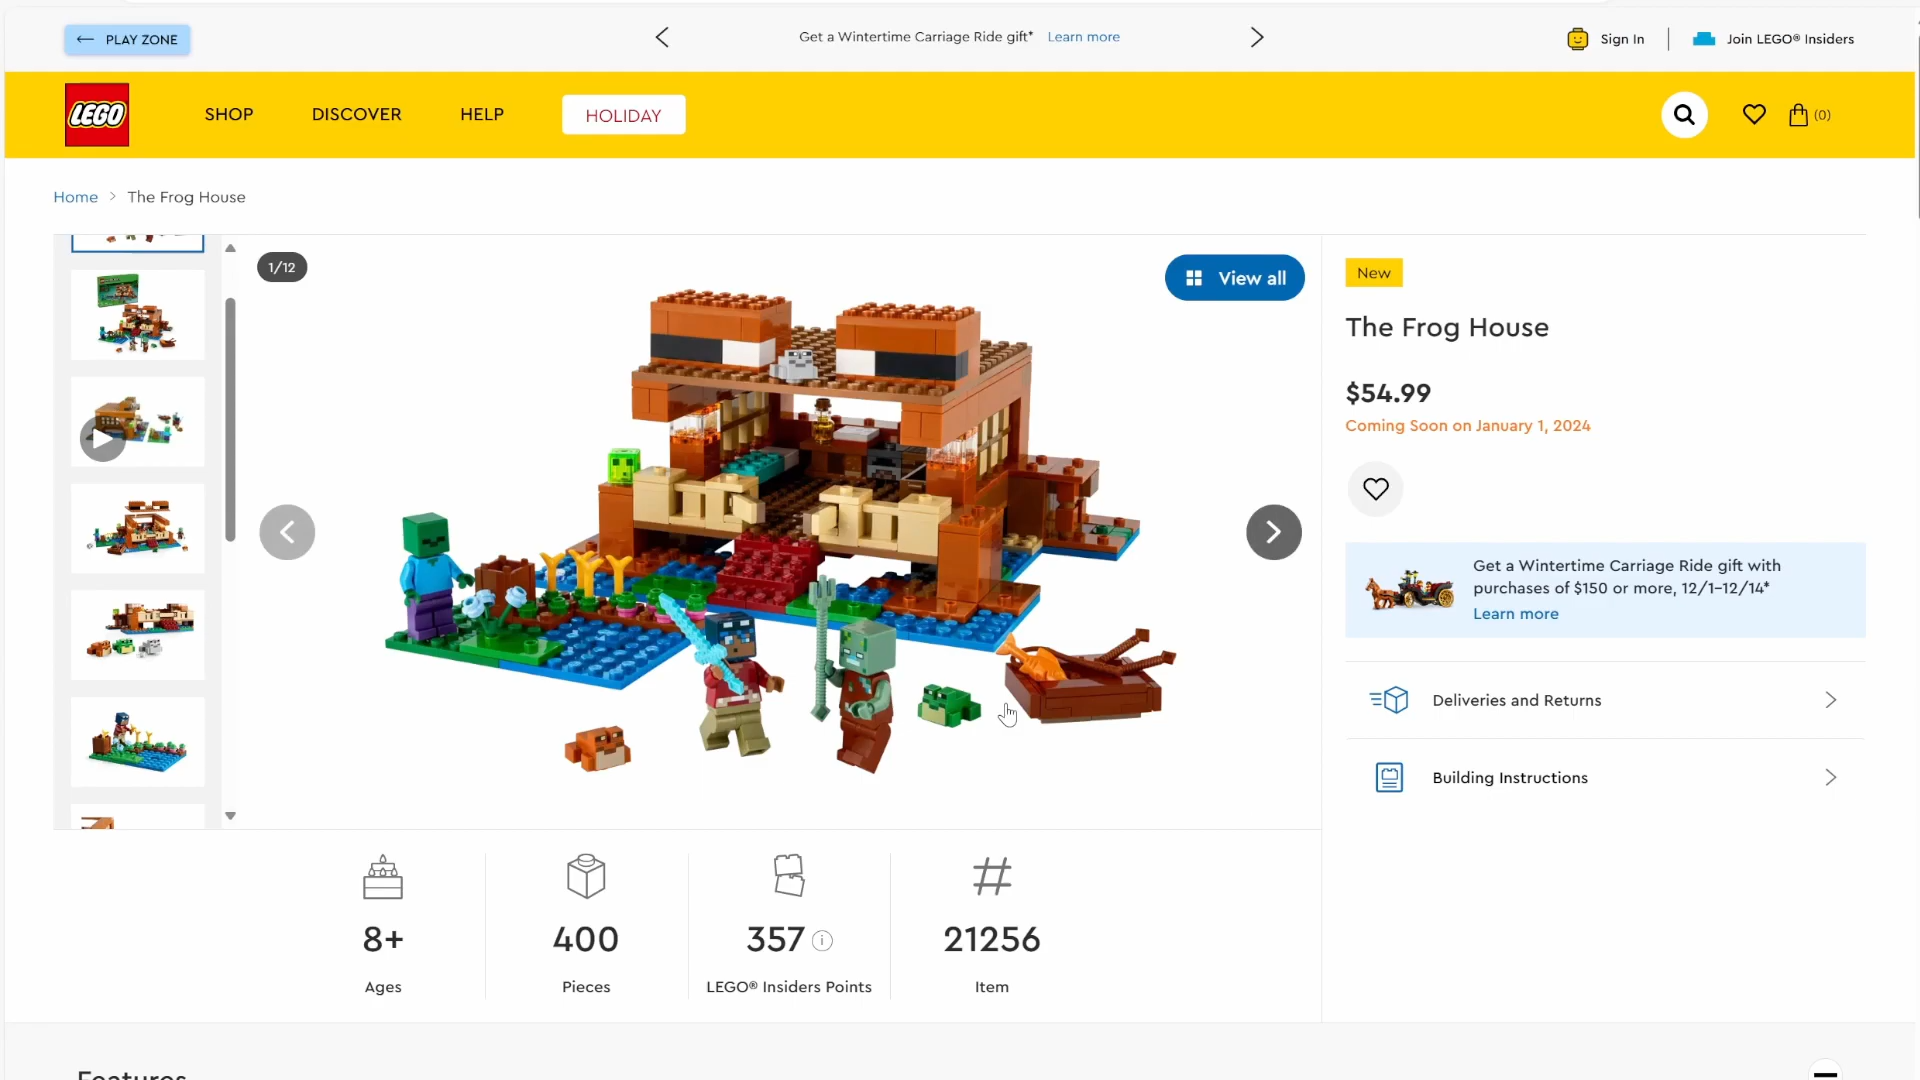 PLAY ZONE
Get a Wintertime Carriage Ride gift* Learn more
Sign In
Join LEGO® Insiders
LEGO
SHOP
DISCOVER
HELP
HOLIDAY
(0)
Home > The Frog House
1/12
View all
New
The Frog House
$54.99
Coming Soon on January 1, 2024
Get a Wintertime Carriage Ride gift with
purchases of $150 or more, 12/1-12/14*
Learn more
Deliveries and Returns
Building Instructions
8+
Ages
400
Pieces
357
LEGO® Insiders Points
#
21256
Item
Features